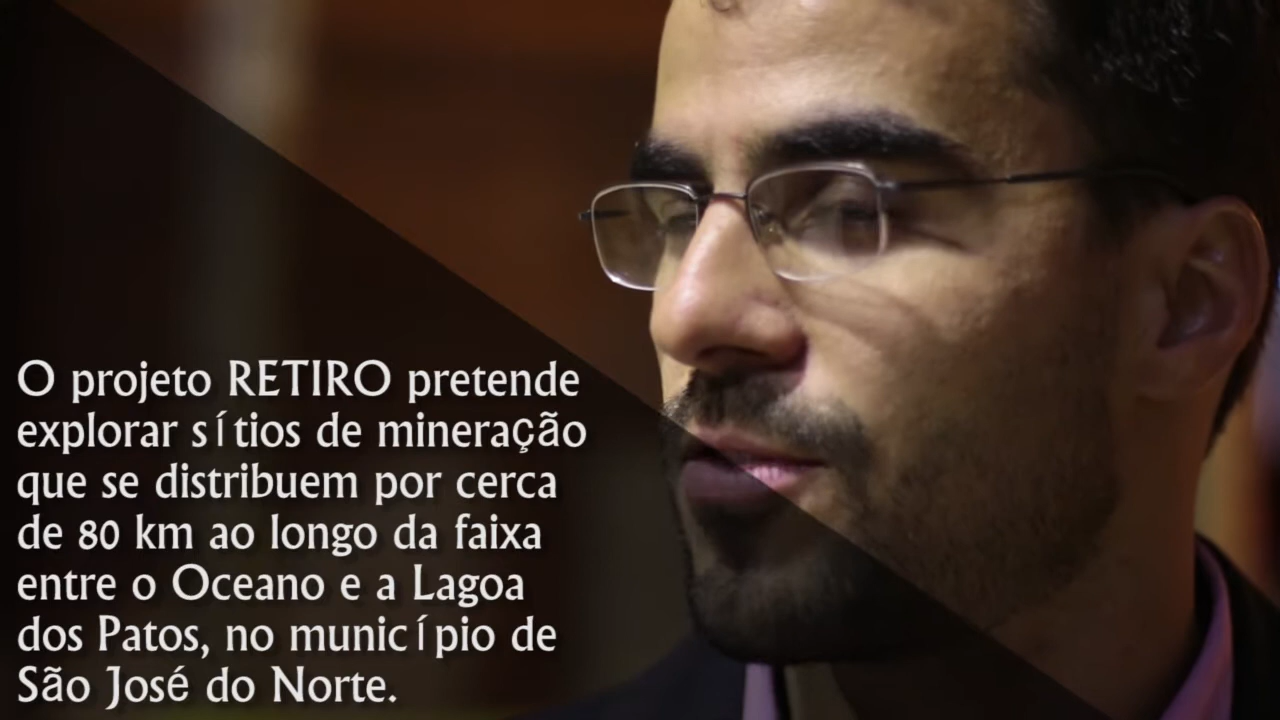 O projeto RETIRO pretende
explorar sítios de mineração
que se distribuem por cerca
de 80 km ao longo da faixa
entre o Oceano e a Lagoa
dos Patos, no município de
São José do Norte.